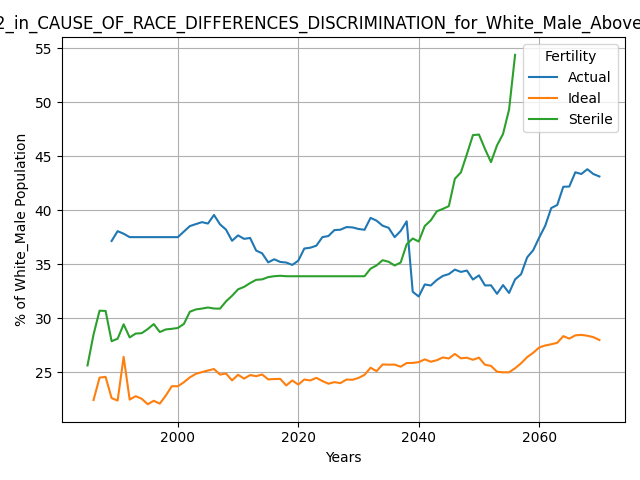 2_in_CAUSE_OF_RACE_DIFFERENCES_DISCRIMINATION_for_White_Male_Above
55
50
45
40
35
30
25
% of White_Male Population
Fertility
Actual
Ideal
Sterile
2000
2020
2040
2060
Years